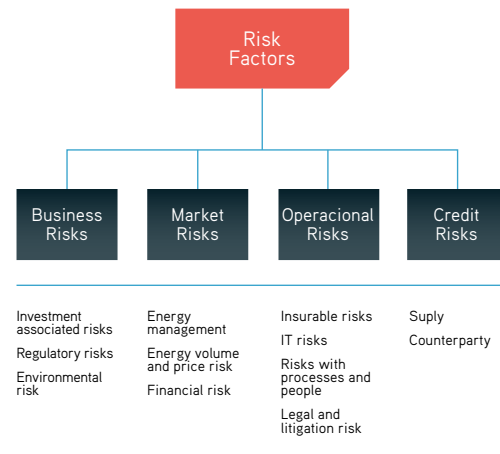 Risk
Factors
Business
Risks
Market
Risks
Operacional
Risks
Credit
Risks
Investment
associated risks
Regulatory risks
Environmental
risk
Energy
management
Energy volume
and price risk
Financial risk
Insurable risks
IT risks
Risks with
processes and
people
Legal and
litigation risk
Suply
Counterparty